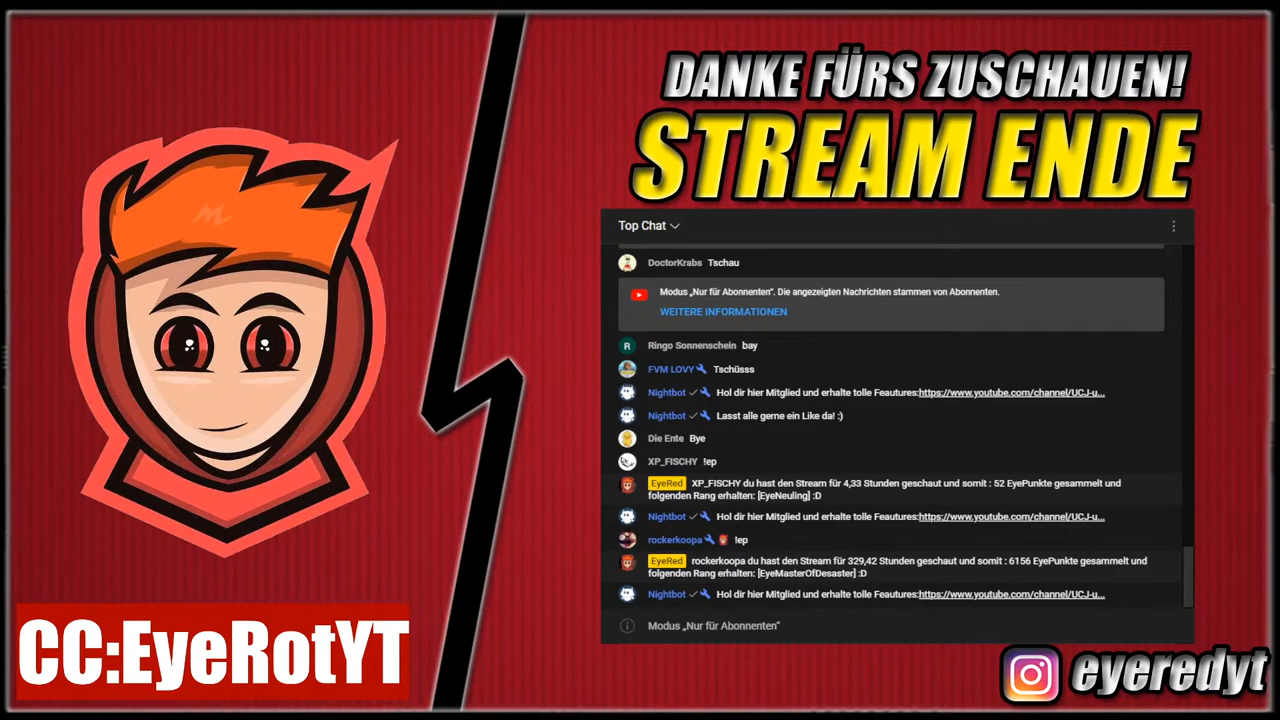 DANKE FÜRS ZUSCHAUEN!
STREAM ENDE
Top Chat
DoctorKrabs Tschau
Modus „Nur für Abonnenten". Die angezeigten Nachrichten stammen von Abonnenten.
WEITERE INFORMATIONEN
R Ringo Sonnenschein bay
FVM LOVY Tschüsss
Nightbot Hol dir hier Mitglied und erhalte tolle Feautures:https://www.youtube.com/channel/UCJ-u...
Nightbot Lasst alle gerne ein Like da! :)
Die Ente Bye
XP_FISCHY !ep
EyeRed XP_FISCHY du hast den Stream für 4,33 Stunden geschaut und somit : 52 EyePunkte gesammelt und
folgenden Rang erhalten: [EyeNeuling] :D
Nightbot Hol dir hier Mitglied und erhalte tolle Feautures:https://www.youtube.com/channel/UCJ-u...
rockerkoopa !ep
EyeRed rockerkoopa du hast den Stream für 329,42 Stunden geschaut und somit : 6156 EyePunkte gesammelt und
folgenden Rang erhalten: [EyeMasterOfDesaster] :D
Nightbot Hol dir hier Mitglied und erhalte tolle Feautures:https://www.youtube.com/channel/UCJ-u...
Modus „Nur für Abonnenten"
CC:EyeRotYT
eyeredyt